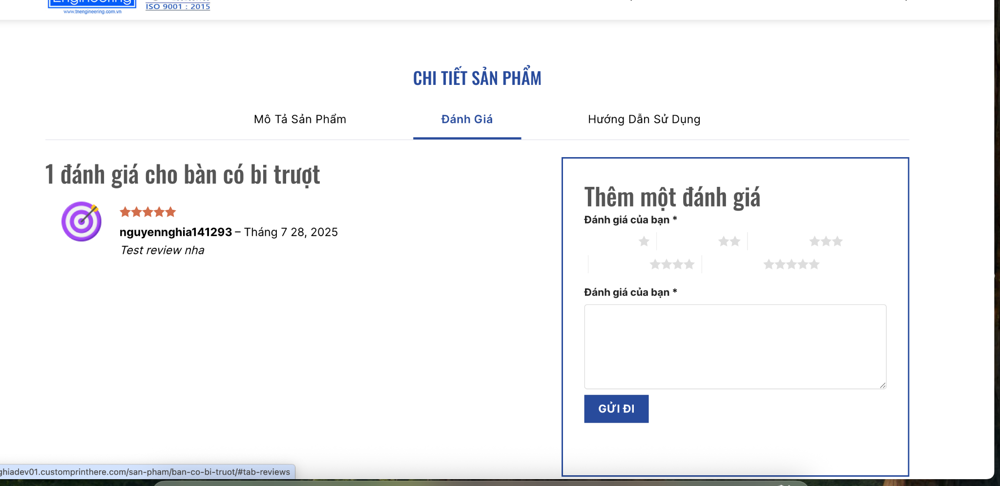 Engineering
www.tnengineering.com.vn
ISO 9001 : 2015
CHI TIẾT SẢN PHẨM
Mô Tả Sản Phẩm
Đánh Giá
Hướng Dẫn Sử Dụng
1 đánh giá cho bàn có bi trượt
nguyennghia141293 – Tháng 7 28, 2025
Test review nha
Thêm một đánh giá
Đánh giá của bạn *
Đánh giá của bạn *
GỬI ĐI
ghiadev01.customprinthere.com/san-pham/ban-co-bi-truot/#tab-reviews